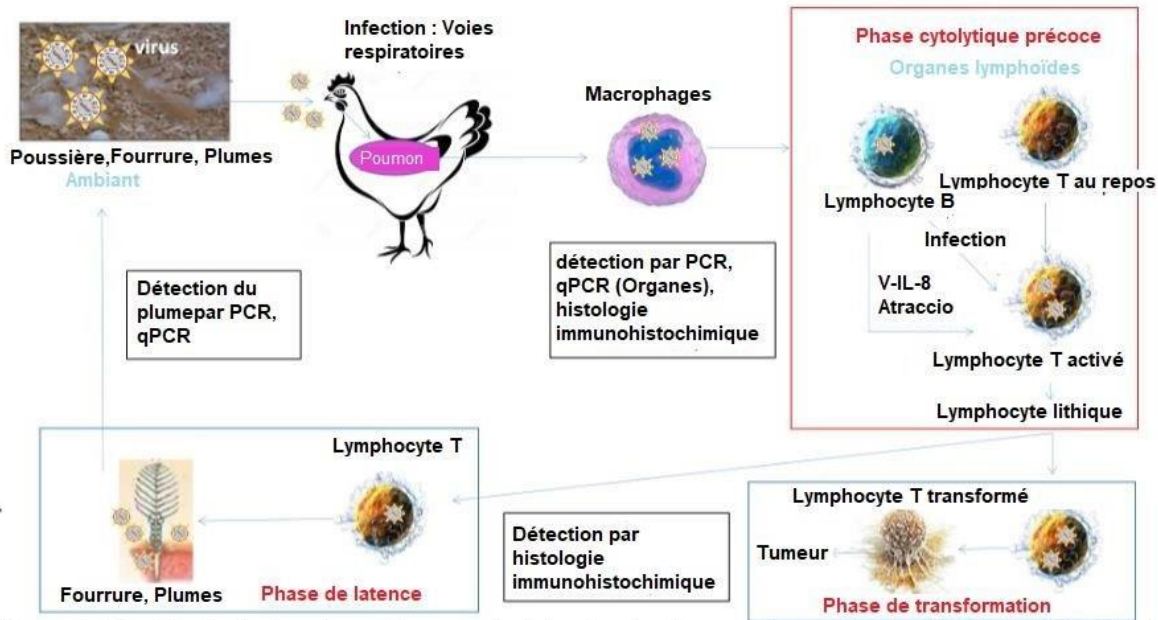 virus
Poussière,Fourrure, Plumes
Ambiant
Infection : Voies
respiratoires
Poumon
Macrophages
Phase cytolytique précoce
Organes lymphoïdes
Lymphocyte T au repos
Lymphocyte B
Infection
V-IL-8
Atraccio
Lymphocyte T activé
Lymphocyte lithique
Détection du
plumepar PCR,
qPCR
détection par PCR,
qPCR (Organes),
histologie
immunohistochimique
Lymphocyte T
Fourrure, Plumes
Phase de latence
Détection par
histologie
immunohistochimique
Lymphocyte T transformé
Tumeur
Phase de transformation